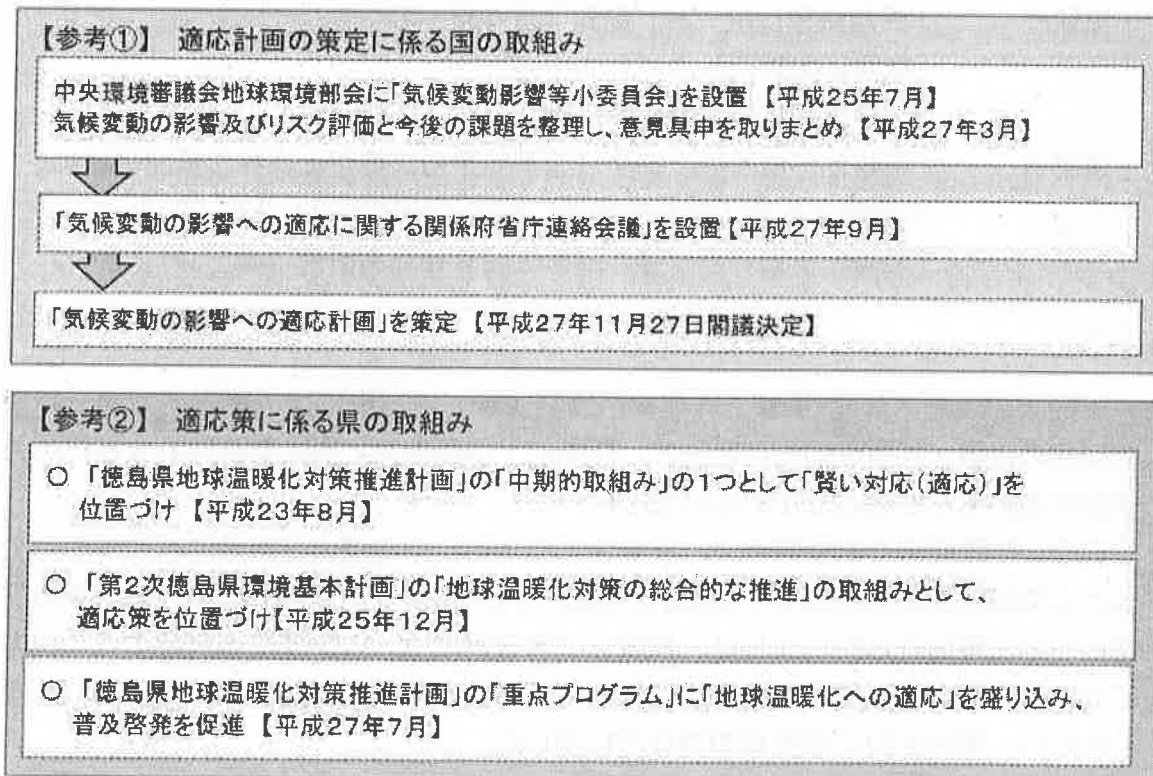 【参考①】 適応計画の策定に係る国の取組み
中央環境審議会地球環境部会に「気候変動影響等小委員会」を設置 【平成25年7月】
気候変動の影響及びリスク評価と今後の課題を整理し、意見具申を取りまとめ 【平成27年3月】
「気候変動の影響への適応に関する関係府省庁連絡会議」を設置【平成27年9月】
「気候変動の影響への適応計画」を策定 【平成27年11月27日閣議決定】
【参考②】 適応策に係る県の取組み
○ 「徳島県地球温暖化対策推進計画」の「中期的取組み」の1つとして「賢い対応(適応)」を
位置づけ 【平成23年8月】
○ 「第2次徳島県環境基本計画」の「地球温暖化対策の総合的な推進」の取組みとして、
適応策を位置づけ【平成25年12月】
○ 「徳島県地球温暖化対策推進計画」の「重点プログラム」に「地球温暖化への適応」を盛り込み、
普及啓発を促進 【平成27年7月】